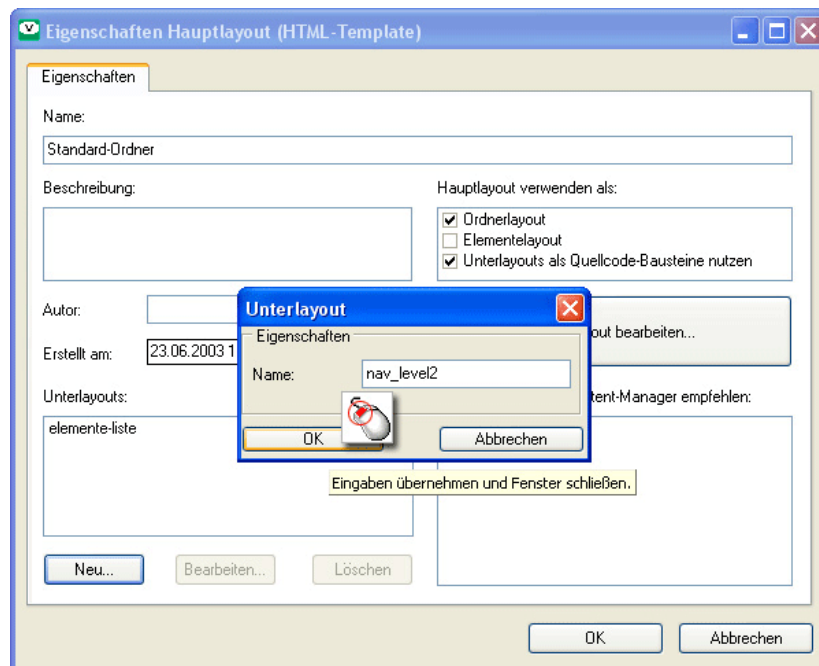 Eigenschaften Hauptlayout (HTML-Template)
Eigenschaften
Name:
Standard-Ordner
Beschreibung:
Hauptlayout verwenden als:
Ordnerlayout
Elementelayout
Unterlayouts als Quellcode-Bausteine nutzen
Autor:
Unterlayout
Eigenschaften
out bearbeiten...
Erstellt am:
23.06.2003 1
Name:
nav_level2
Unterlayouts:
tent-Manager empfehlen:
elemente-liste
OK
Abbrechen
Eingaben übernehmen und Fenster schließen.
Neu...
Bearbeiten...
Löschen
OK
Abbrechen